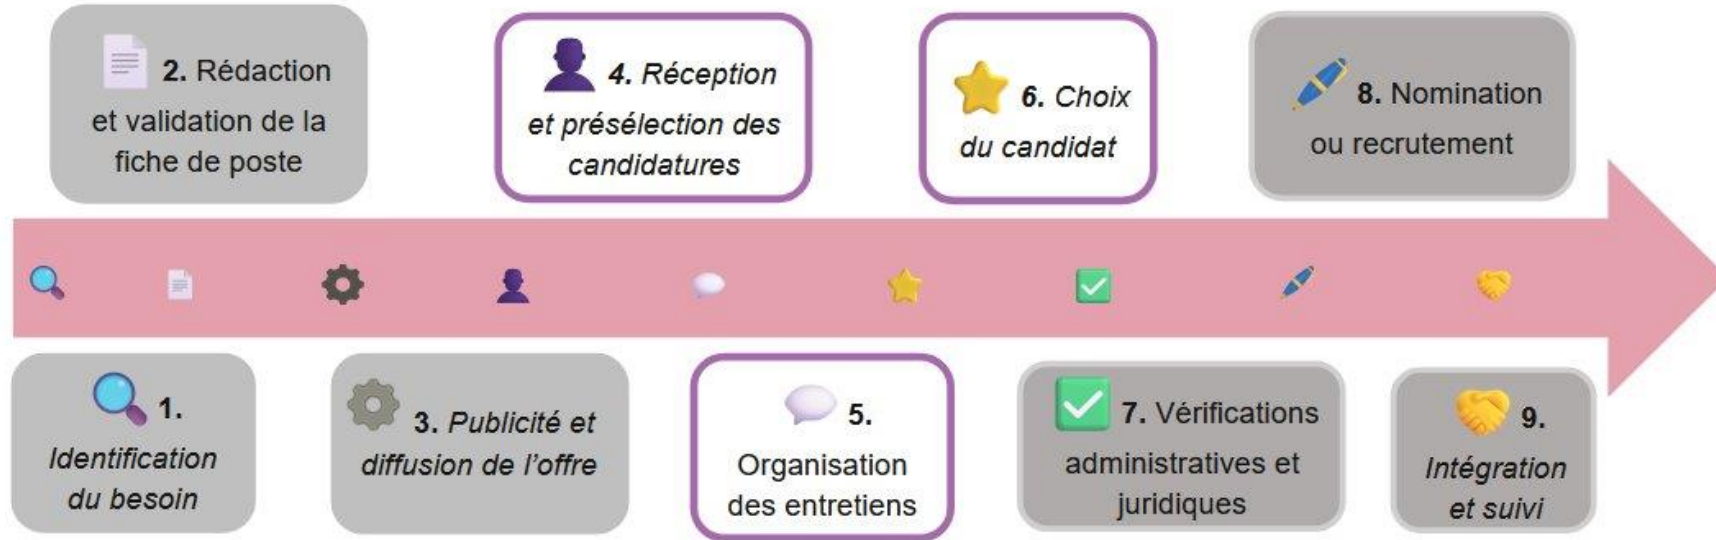 1.
Identification
du besoin
2. Rédaction
et validation de la
fiche de poste
3. Publicité et
diffusion de l'offre
4. Réception
et présélection des
candidatures
5.
Organisation
des entretiens
6. Choix
du candidat
7. Vérifications
administratives et
juridiques
8. Nomination
ou recrutement
9.
Intégration
et suivi